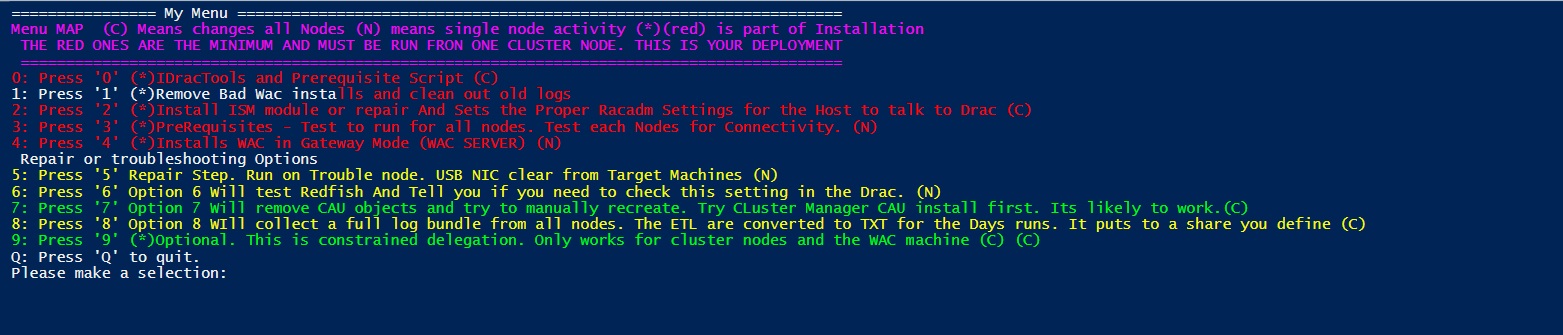 ================ My Menu ===================================================================
Menu MAP  (C) Means changes all Nodes (N) means single node activity (*)(red) is part of Installation
THE RED ONES ARE THE MINIMUM AND MUST BE RUN FRON ONE CLUSTER NODE. THIS IS YOUR DEPLOYMENT
===========================================================================================
0: Press '0' (*)IDracTools and Prerequisite Script (C)
1: Press '1' (*)Remove Bad Wac installs and clean out old logs
2: Press '2' (*)Install ISM module or repair And Sets the Proper Racadm Settings for the Host to talk to Drac (C)
3: Press '3' (*)PreRequisites - Test to run for all nodes. Test each Nodes for Connectivity. (N)
4: Press '4' (*)Installs WAC in Gateway Mode (WAC SERVER) (N)
Repair or troubleshooting Options
5: Press '5' Repair Step. Run on Trouble node. USB NIC clear from Target Machines (N)
6: Press '6' Option 6 Will test Redfish And Tell you if you need to check this setting in the Drac. (N)
7: Press '7' Option 7 Will remove CAU objects and try to manually recreate. Try CLuster Manager CAU install first. Its likely to work.(C)
8: Press '8' Option 8 WIll collect a full log bundle from all nodes. The ETL are converted to TXT for the Days runs. It puts to a share you define (C)
9: Press '9' (*)Optional. This is constrained delegation. Only works for cluster nodes and the WAC machine (C) (C)
Q: Press 'Q' to quit.
Please make a selection: